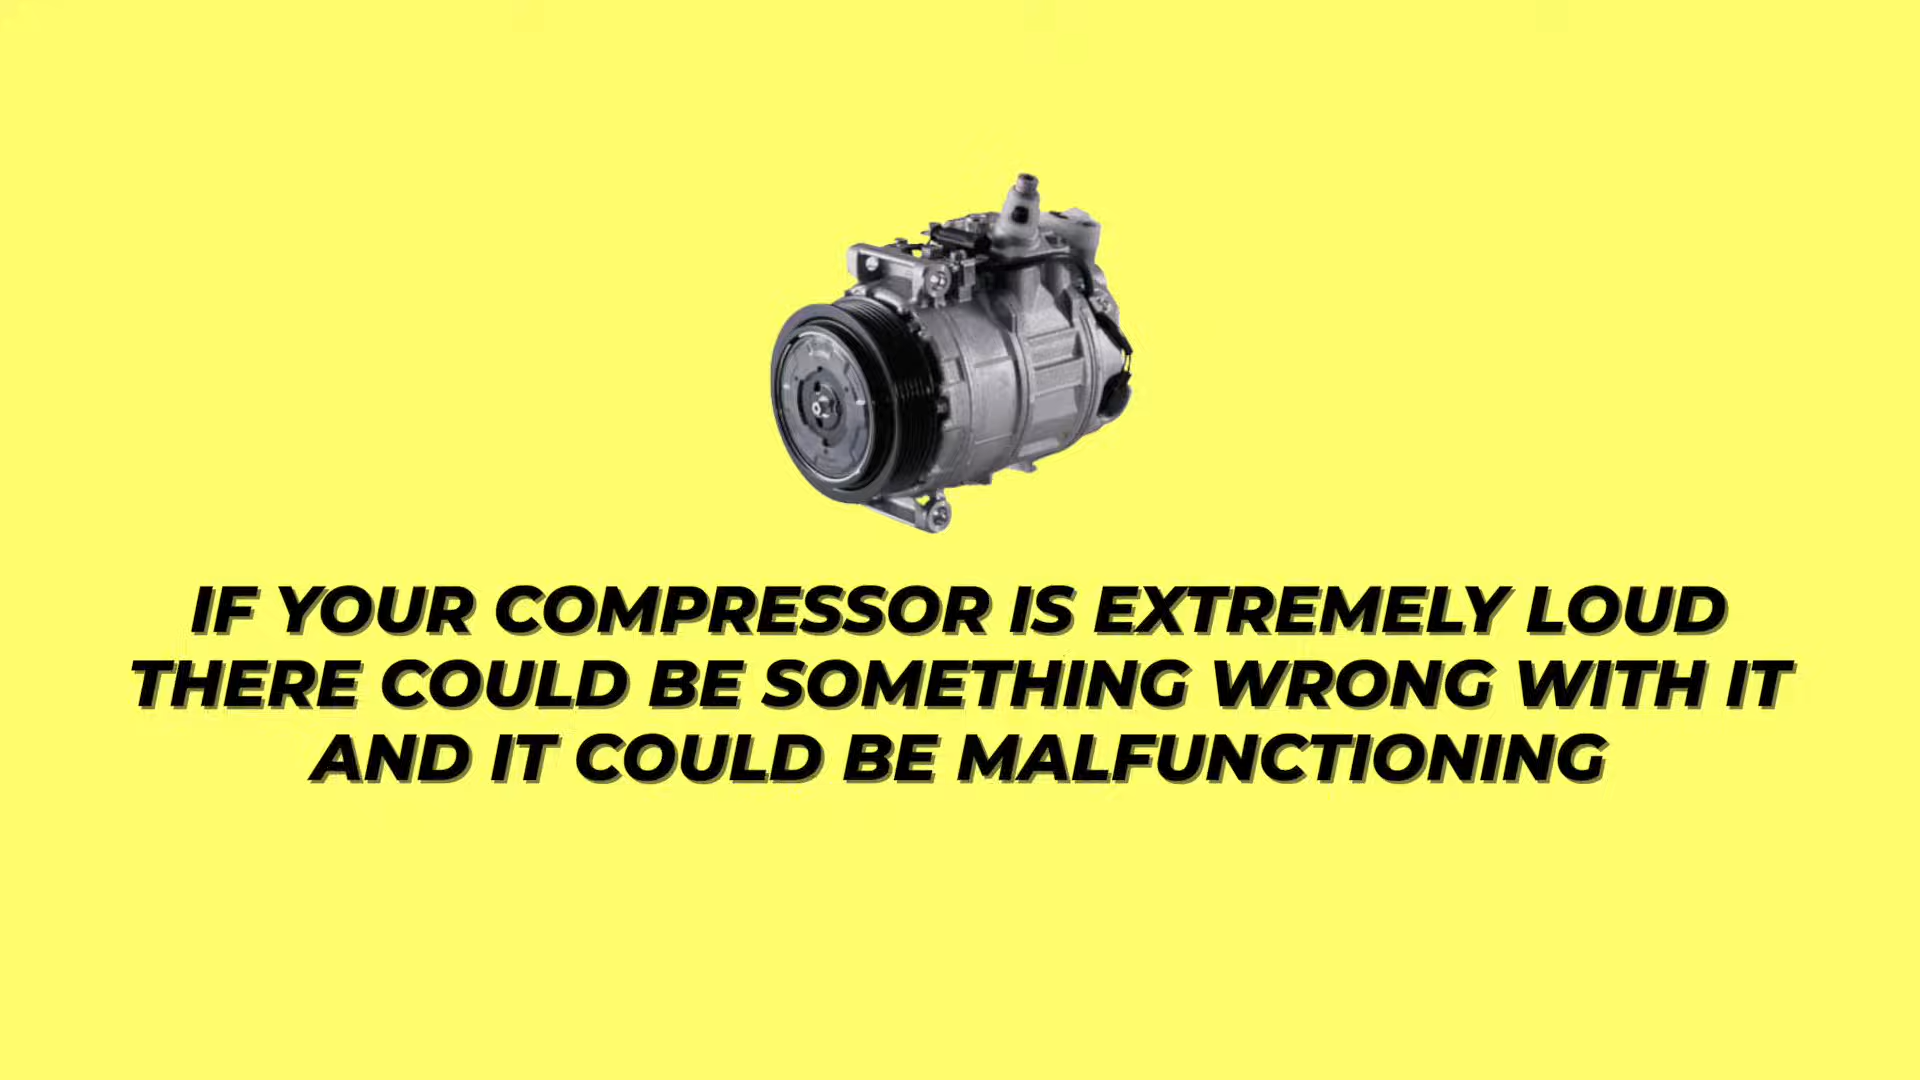 IF YOUR COMPRESSOR IS EXTREMELY LOUD
THERE COULD BE SOMETHING WRONG WITH IT
AND IT COULD BE MALFUNCTIONING